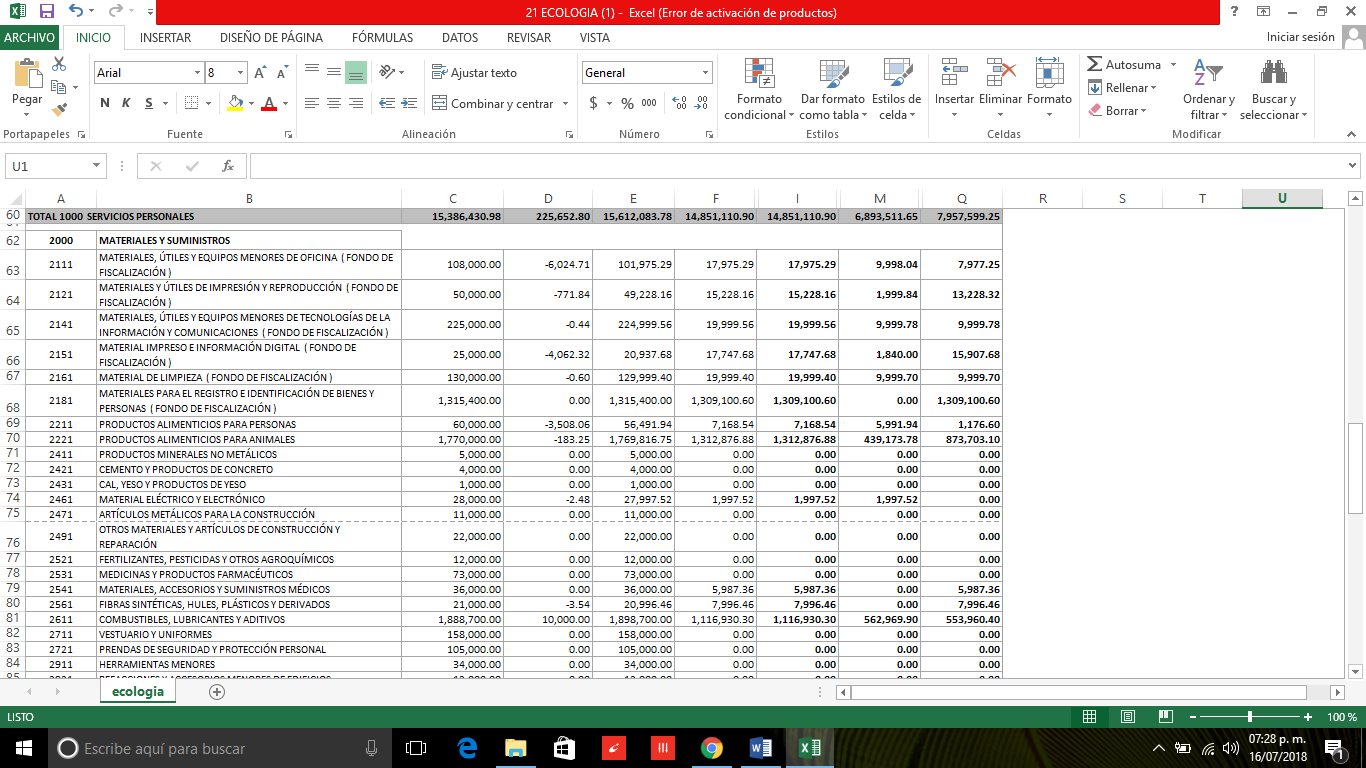 21 ECOLOGIA (1) -  Excel (Error de activación de productos)
ARCHIVO INICIO INSERTAR DISEÑO DE PÁGINA FÓRMULAS DATOS REVISAR VISTA Iniciar sesión
Arial 8 Ajustar texto General Autosuma
Pegar N K S Combinar y centrar $ % 000 Formato condicional Dar formato como tabla Estilos de celda Insertar Eliminar Formato Rellenar Borrar Ordenar y filtrar Buscar y seleccionar
Portapapeles Fuente Alineación Número Estilos Celdas Modificar
U1 fx
A B C D E F I M Q R S T U
60 TOTAL 1000 SERVICIOS PERSONALES 15,386,430.98 225,652.80 15,612,083.78 14,851,110.90 14,851,110.90 6,893,511.65 7,957,599.25
62 2000 MATERIALES Y SUMINISTROS
63 2111 MATERIALES, ÚTILES Y EQUIPOS MENORES DE OFICINA ( FONDO DE
FISCALIZACIÓN ) 108,000.00 -6,024.71 101,975.29 17,975.29 17,975.29 9,998.04 7,977.25
64 2121 MATERIALES Y ÚTILES DE IMPRESIÓN Y REPRODUCCIÓN ( FONDO DE
FISCALIZACIÓN ) 50,000.00 -771.84 49,228.16 15,228.16 15,228.16 1,999.84 13,228.32
65 2141 MATERIALES, ÚTILES Y EQUIPOS MENORES DE TECNOLOGÍAS DE LA
INFORMACIÓN Y COMUNICACIONES ( FONDO DE FISCALIZACIÓN ) 225,000.00 -0.44 224,999.56 19,999.56 19,999.56 9,999.78 9,999.78
66 2151 MATERIAL IMPRESO E INFORMACIÓN DIGITAL ( FONDO DE
FISCALIZACIÓN ) 25,000.00 -4,062.32 20,937.68 17,747.68 17,747.68 1,840.00 15,907.68
67 2161 MATERIAL DE LIMPIEZA ( FONDO DE FISCALIZACIÓN ) 130,000.00 -0.60 129,999.40 19,999.40 19,999.40 9,999.70 9,999.70
68 2181 MATERIALES PARA EL REGISTRO E IDENTIFICACIÓN DE BIENES Y
PERSONAS ( FONDO DE FISCALIZACIÓN ) 1,315,400.00 0.00 1,315,400.00 1,309,100.60 1,309,100.60 0.00 1,309,100.60
69 2211 PRODUCTOS ALIMENTICIOS PARA PERSONAS 60,000.00 -3,508.06 56,491.94 7,168.54 7,168.54 5,991.94 1,176.60
70 2221 PRODUCTOS ALIMENTICIOS PARA ANIMALES 1,770,000.00 -183.25 1,769,816.75 1,312,876.88 1,312,876.88 439,173.78 873,703.10
71 2411 PRODUCTOS MINERALES NO METÁLICOS 5,000.00 0.00 5,000.00 0.00 0.00 0.00 0.00
72 2421 CEMENTO Y PRODUCTOS DE CONCRETO 4,000.00 0.00 4,000.00 0.00 0.00 0.00 0.00
73 2431 CAL, YESO Y PRODUCTOS DE YESO 1,000.00 0.00 1,000.00 0.00 0.00 0.00 0.00
74 2461 MATERIAL ELÉCTRICO Y ELECTRÓNICO 28,000.00 -2.48 27,997.52 1,997.52 1,997.52 1,997.52 0.00
75 2471 ARTÍCULOS METÁLICOS PARA LA CONSTRUCCIÓN 11,000.00 0.00 11,000.00 0.00 0.00 0.00 0.00
76 2491 OTROS MATERIALES Y ARTÍCULOS DE CONSTRUCCIÓN Y
REPARACIÓN 22,000.00 0.00 22,000.00 0.00 0.00 0.00 0.00
77 2521 FERTILIZANTES, PESTICIDAS Y OTROS AGROQUÍMICOS 12,000.00 0.00 12,000.00 0.00 0.00 0.00 0.00
78 2531 MEDICINAS Y PRODUCTOS FARMACÉUTICOS 73,000.00 0.00 73,000.00 0.00 0.00 0.00 0.00
79 2541 MATERIALES, ACCESORIOS Y SUMINISTROS MÉDICOS 36,000.00 0.00 36,000.00 5,987.36 5,987.36 0.00 5,987.36
80 2561 FIBRAS SINTÉTICAS, HULES, PLÁSTICOS Y DERIVADOS 21,000.00 -3.54 20,996.46 7,996.46 7,996.46 0.00 7,996.46
81 2611 COMBUSTIBLES, LUBRICANTES Y ADITIVOS 1,888,700.00 10,000.00 1,898,700.00 1,116,930.30 1,116,930.30 562,969.90 553,960.40
82 2711 VESTUARIO Y UNIFORMES 158,000.00 0.00 158,000.00 0.00 0.00 0.00 0.00
83 2721 PRENDAS DE SEGURIDAD Y PROTECCIÓN PERSONAL 105,000.00 0.00 105,000.00 0.00 0.00 0.00 0.00
84 2911 HERRAMIENTAS MENORES 34,000.00 0.00 34,000.00 0.00 0.00 0.00 0.00
ecologia
LISTO 100 %
Escribe aquí para buscar 07:28 p. m.
16/07/2018 1